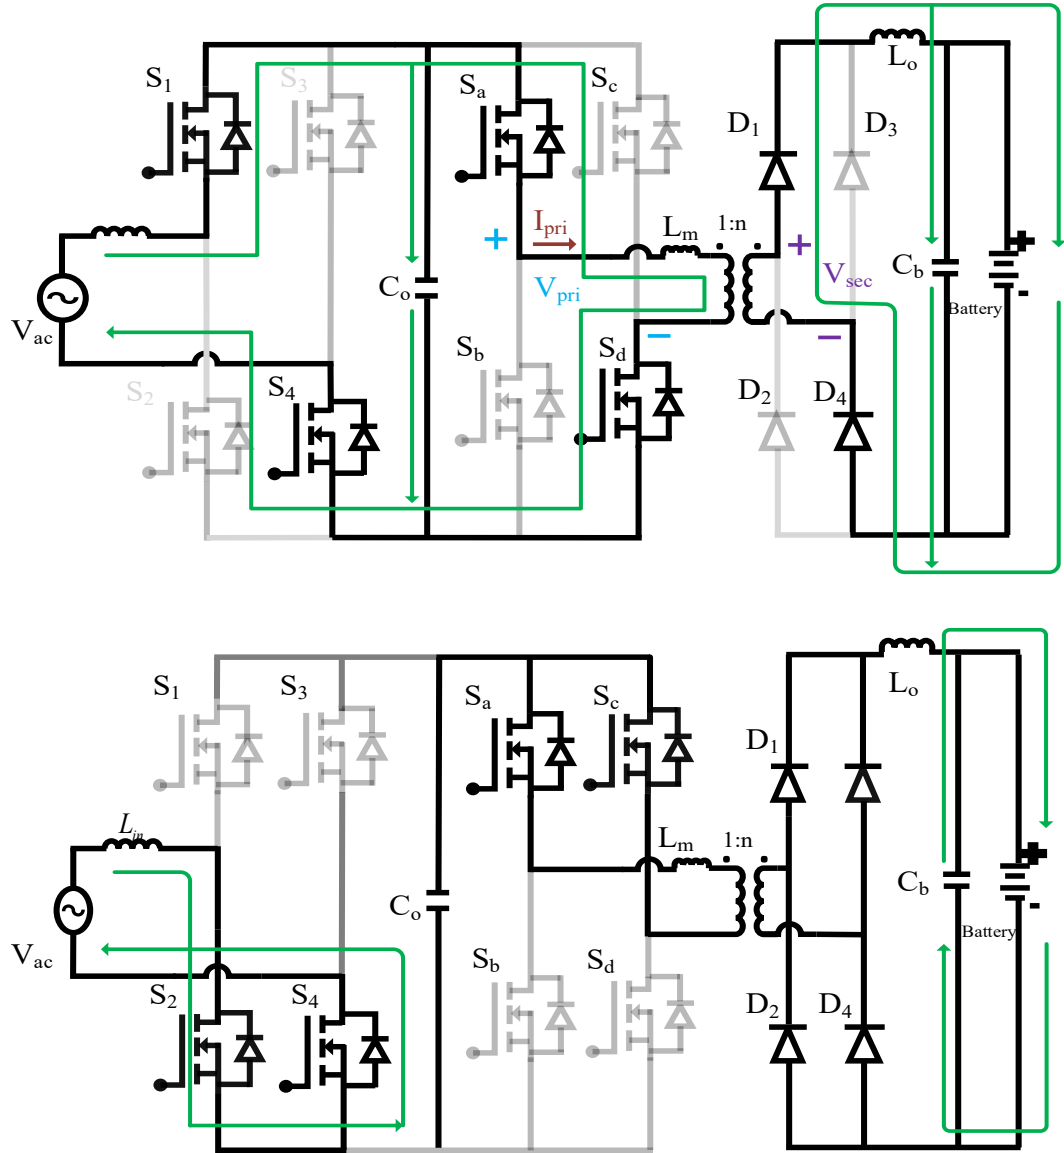 S1
S3
Sa
Sc
Lo
D1
D3
Ipri
Lm
1:n
+
+
+
Vpri
Vsec
Co
Cb
Battery
-
Vac
−
−
S2
S4
Sb
Sd
D2
D4
S1
S3
Sa
Sc
Lo
D1
Lin
Lm
1:n
+
Co
Cb
Battery
-
Vac
S2
S4
Sb
Sd
D2
D4